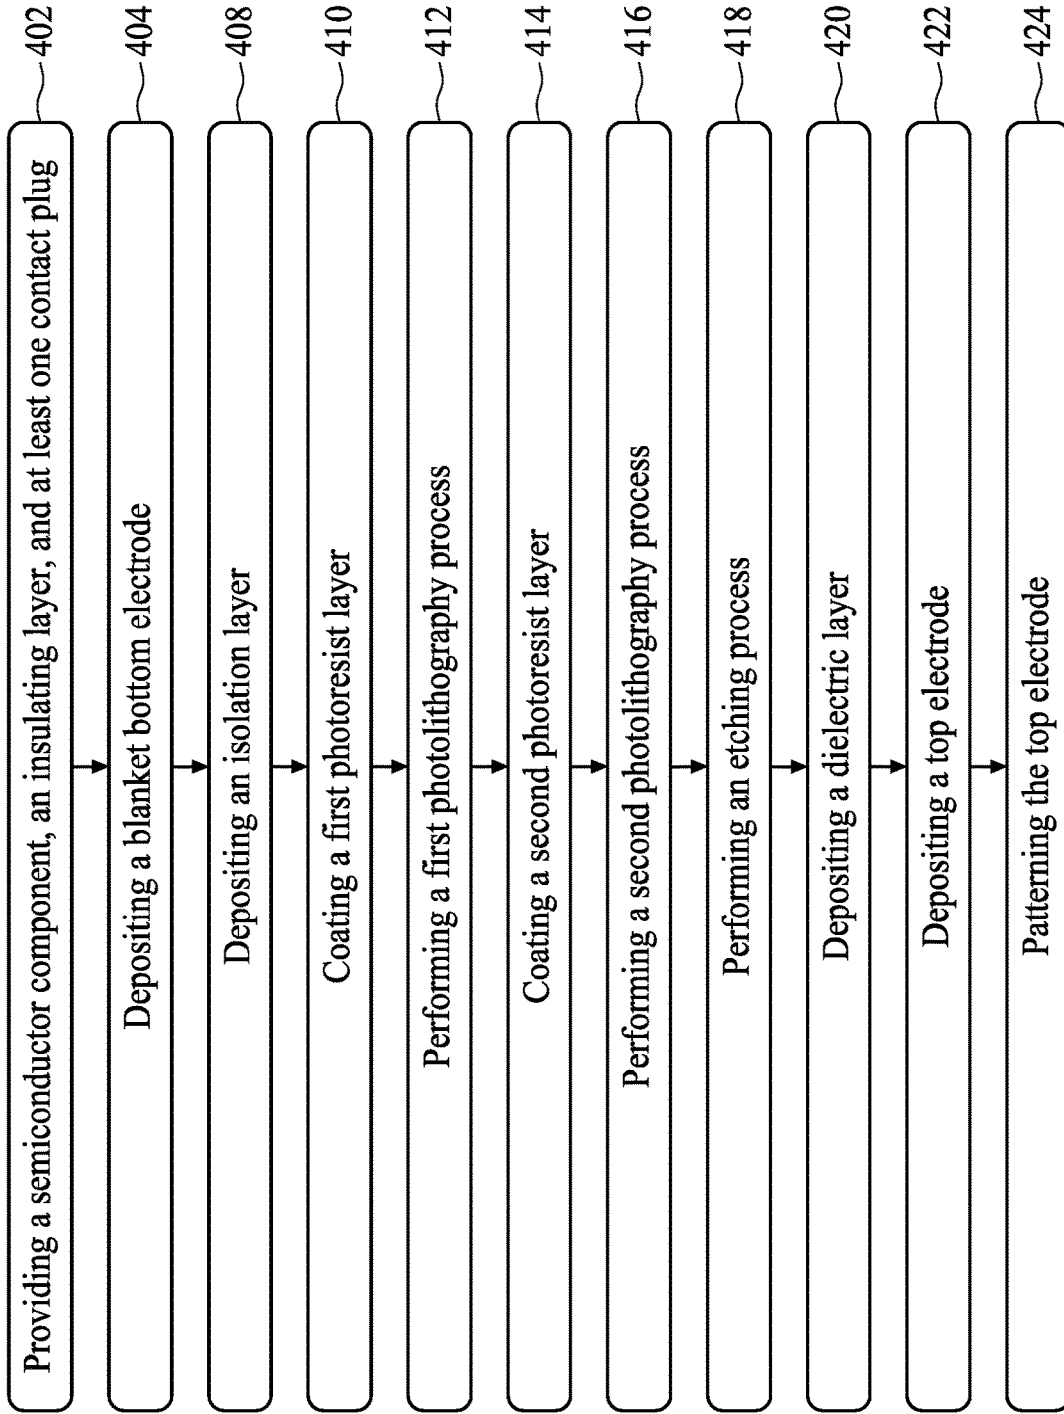 Providing a semiconductor component, an insulating layer, and at least one contact plug 402
Depositing a blanket bottom electrode 404
Depositing an isolation layer 408
Coating a first photoresist layer 410
Performing a first photolithography process 412
Coating a second photoresist layer 414
Performing a second photolithography process 416
Performing an etching process 418
Depositing a dielectric layer 420
Depositing a top electrode 422
Patterning the top electrode 424